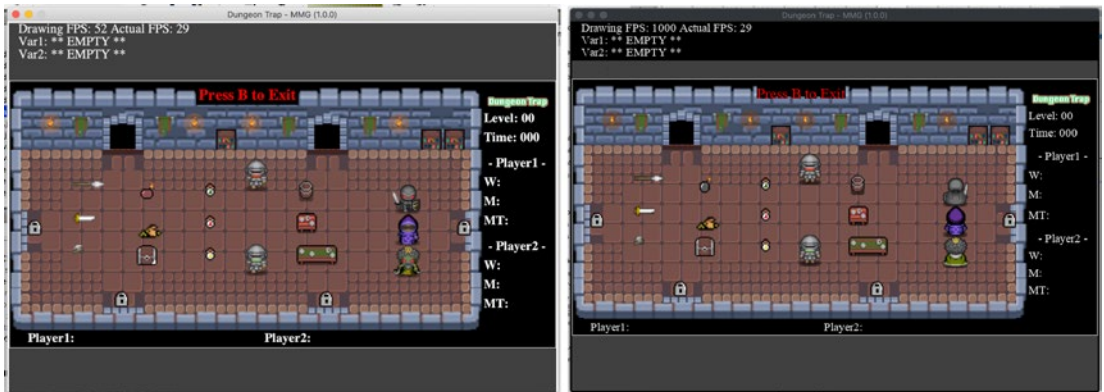 Dungeon Trap - MMG (1.0.0)
Drawing FPS: 52 Actual FPS: 29
Var1: ** EMPTY **
Var2: ** EMPTY **
Press B to Exit
Dungeon Trap
Level: 00
Time: 000
- Player1 -
W:
M:
MT:
- Player2 -
W:
M:
MT:
Player1:
Player2:
Dungeon Trap - MMG (1.0.0)
Drawing FPS: 1000 Actual FPS: 29
Var1: ** EMPTY **
Var2: ** EMPTY **
Press B to Exit
Dungeon Trap
Level: 00
Time: 000
- Player1 -
W:
M:
MT:
- Player2 -
W:
M:
MT:
Player1:
Player2: